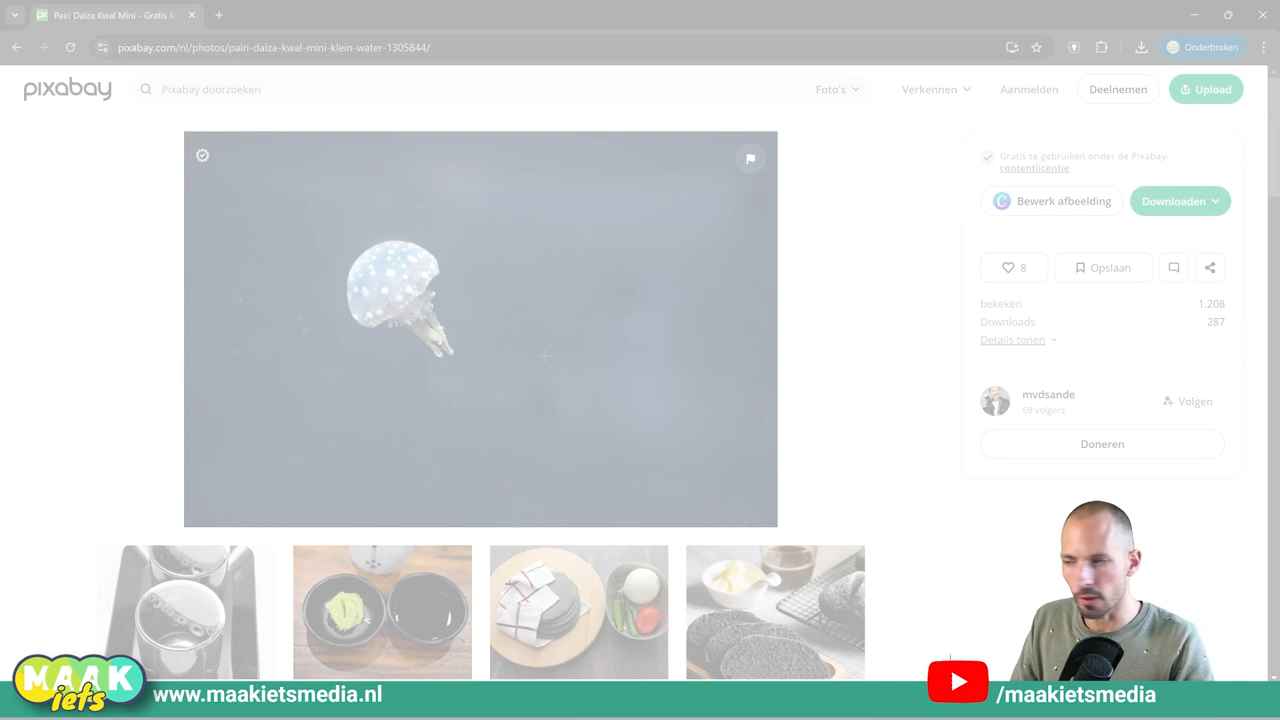 Pairi Daiza Kwal Mini - Gratis fo
pixabay.com/nl/photos/pairi-daiza-kwal-mini-klein-water-1305844/
Onderbroken
pixabay
Pixabay doorzoeken
Foto's
Verkennen
Aanmelden
Deelnemen
Upload
Gratis te gebruiken onder de Pixabay-
contentlicentie
Bewerk afbeelding
Downloaden
8
Opslaan
bekeken 1.208
Downloads 287
Details tonen
mvdsande
59 volgers
Volgen
Doneren
MAAK
iets
www.maakietsmedia.nl
/maakietsmedia